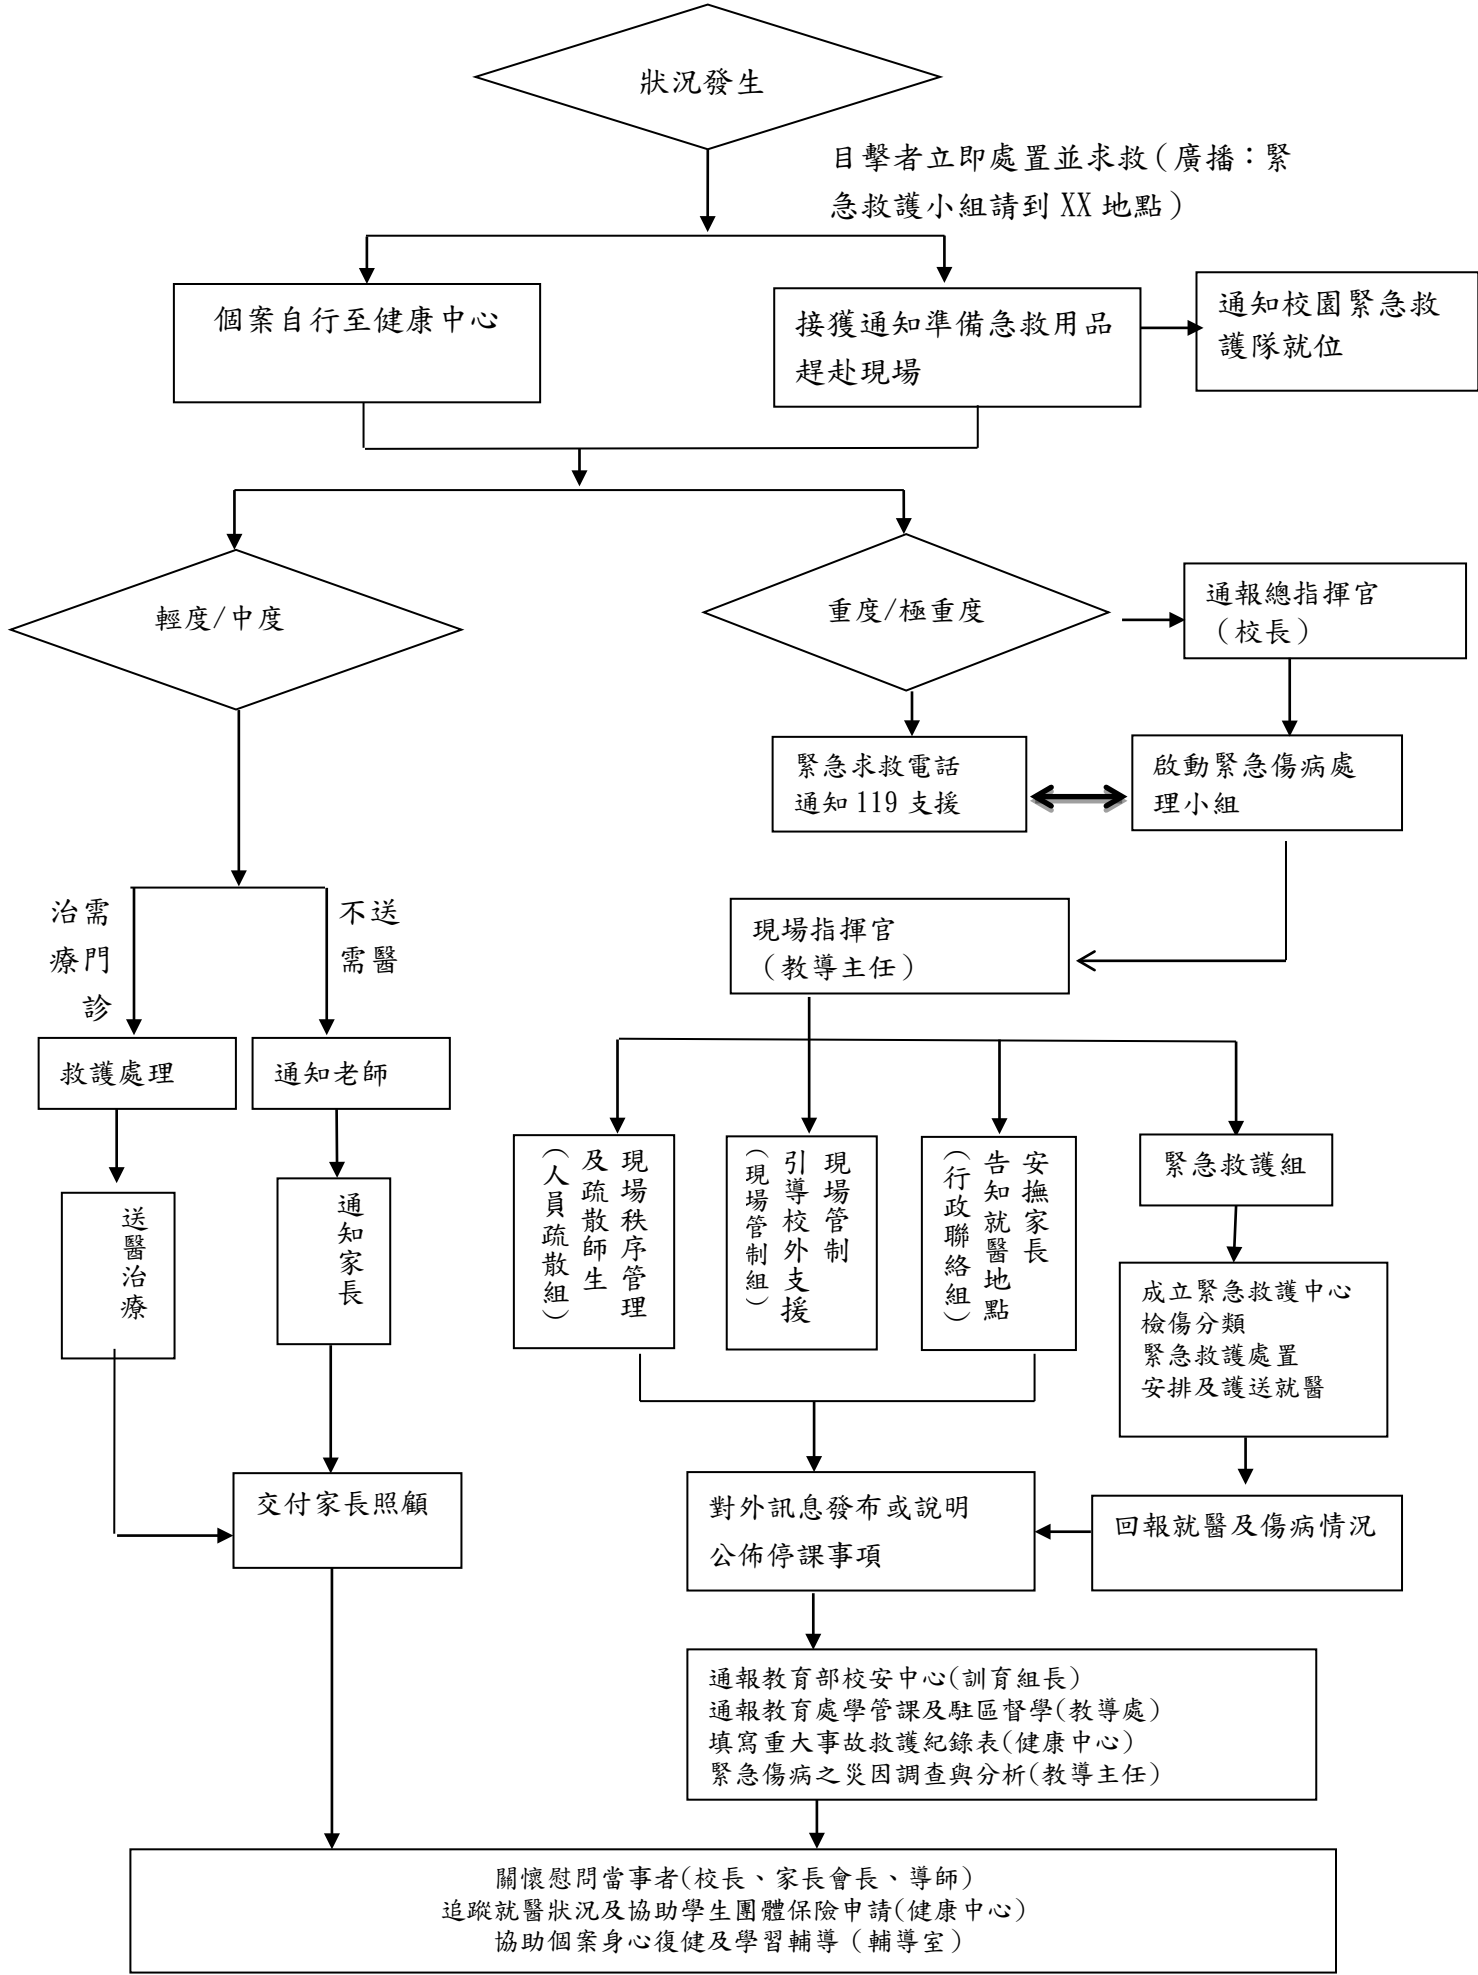 狀況發生
目擊者立即處置並求救（廣播：緊
急救護小組請到 XX 地點）
個案自行至健康中心
接獲通知準備急救用品
趕赴現場
通知校園緊急救
護隊就位
輕度/中度
重度/極重度
通報總指揮官
（校長）
緊急求救電話
通知 119 支援
啟動緊急傷病處
理小組
需門診
治療
送醫
不需
現場指揮官
（教導主任）
救護處理
通知老師
送醫治療
通知家長
現場秩序管理
及疏散師生
（人員疏散組）
現場管制
引導校外支援
（現場管制組）
安撫家長
告知就醫地點
（行政聯絡組）
緊急救護組
成立緊急救護中心
檢傷分類
緊急救護處置
安排及護送就醫
交付家長照顧
對外訊息發布或說明
公佈停課事項
回報就醫及傷病情況
通報教育部校安中心(訓育組長)
通報教育處學管課及駐區督學(教導處)
填寫重大事故救護紀錄表(健康中心)
緊急傷病之災因調查與分析(教導主任)
關懷慰問當事者(校長、家長會長、導師)
追蹤就醫狀況及協助學生團體保險申請(健康中心)
協助個案身心復健及學習輔導（輔導室）